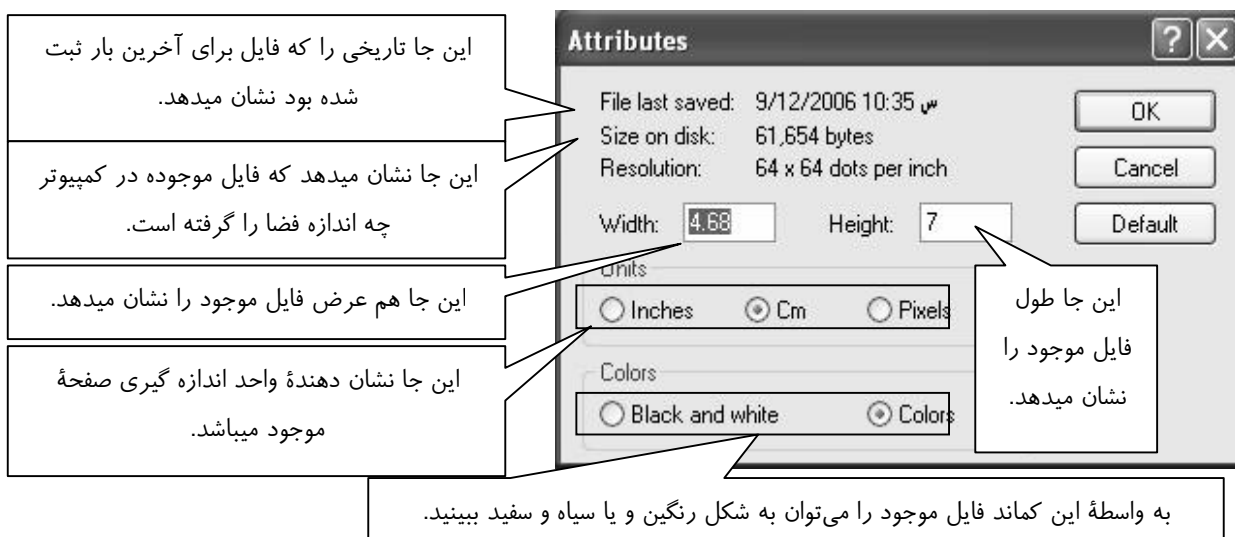 این جا تاریخی را که فایل برای آخرین بار ثبت
شده بود نشان میدهد.
این جا نشان میدهد که فایل موجوده در کمپیوتر
چه اندازه فضا را گرفته است.
این جا هم عرض فایل موجود را نشان میدهد.
این جا نشان دهندهٔ واحد اندازه گیری صفحهٔ
موجود میباشد.
Attributes
File last saved: 9/12/2006 10:35 س
Size on disk: 61,654 bytes
Resolution: 64 x 64 dots per inch
Width: 4.68 Height: 7
Units
Inches Cm Pixels
Colors
Black and white Colors
OK
Cancel
Default
این جا طول
فایل موجود را
نشان میدهد.
به واسطهٔ این کماند فایل موجود را می‌توان به شکل رنگین و یا سیاه و سفید ببینید.